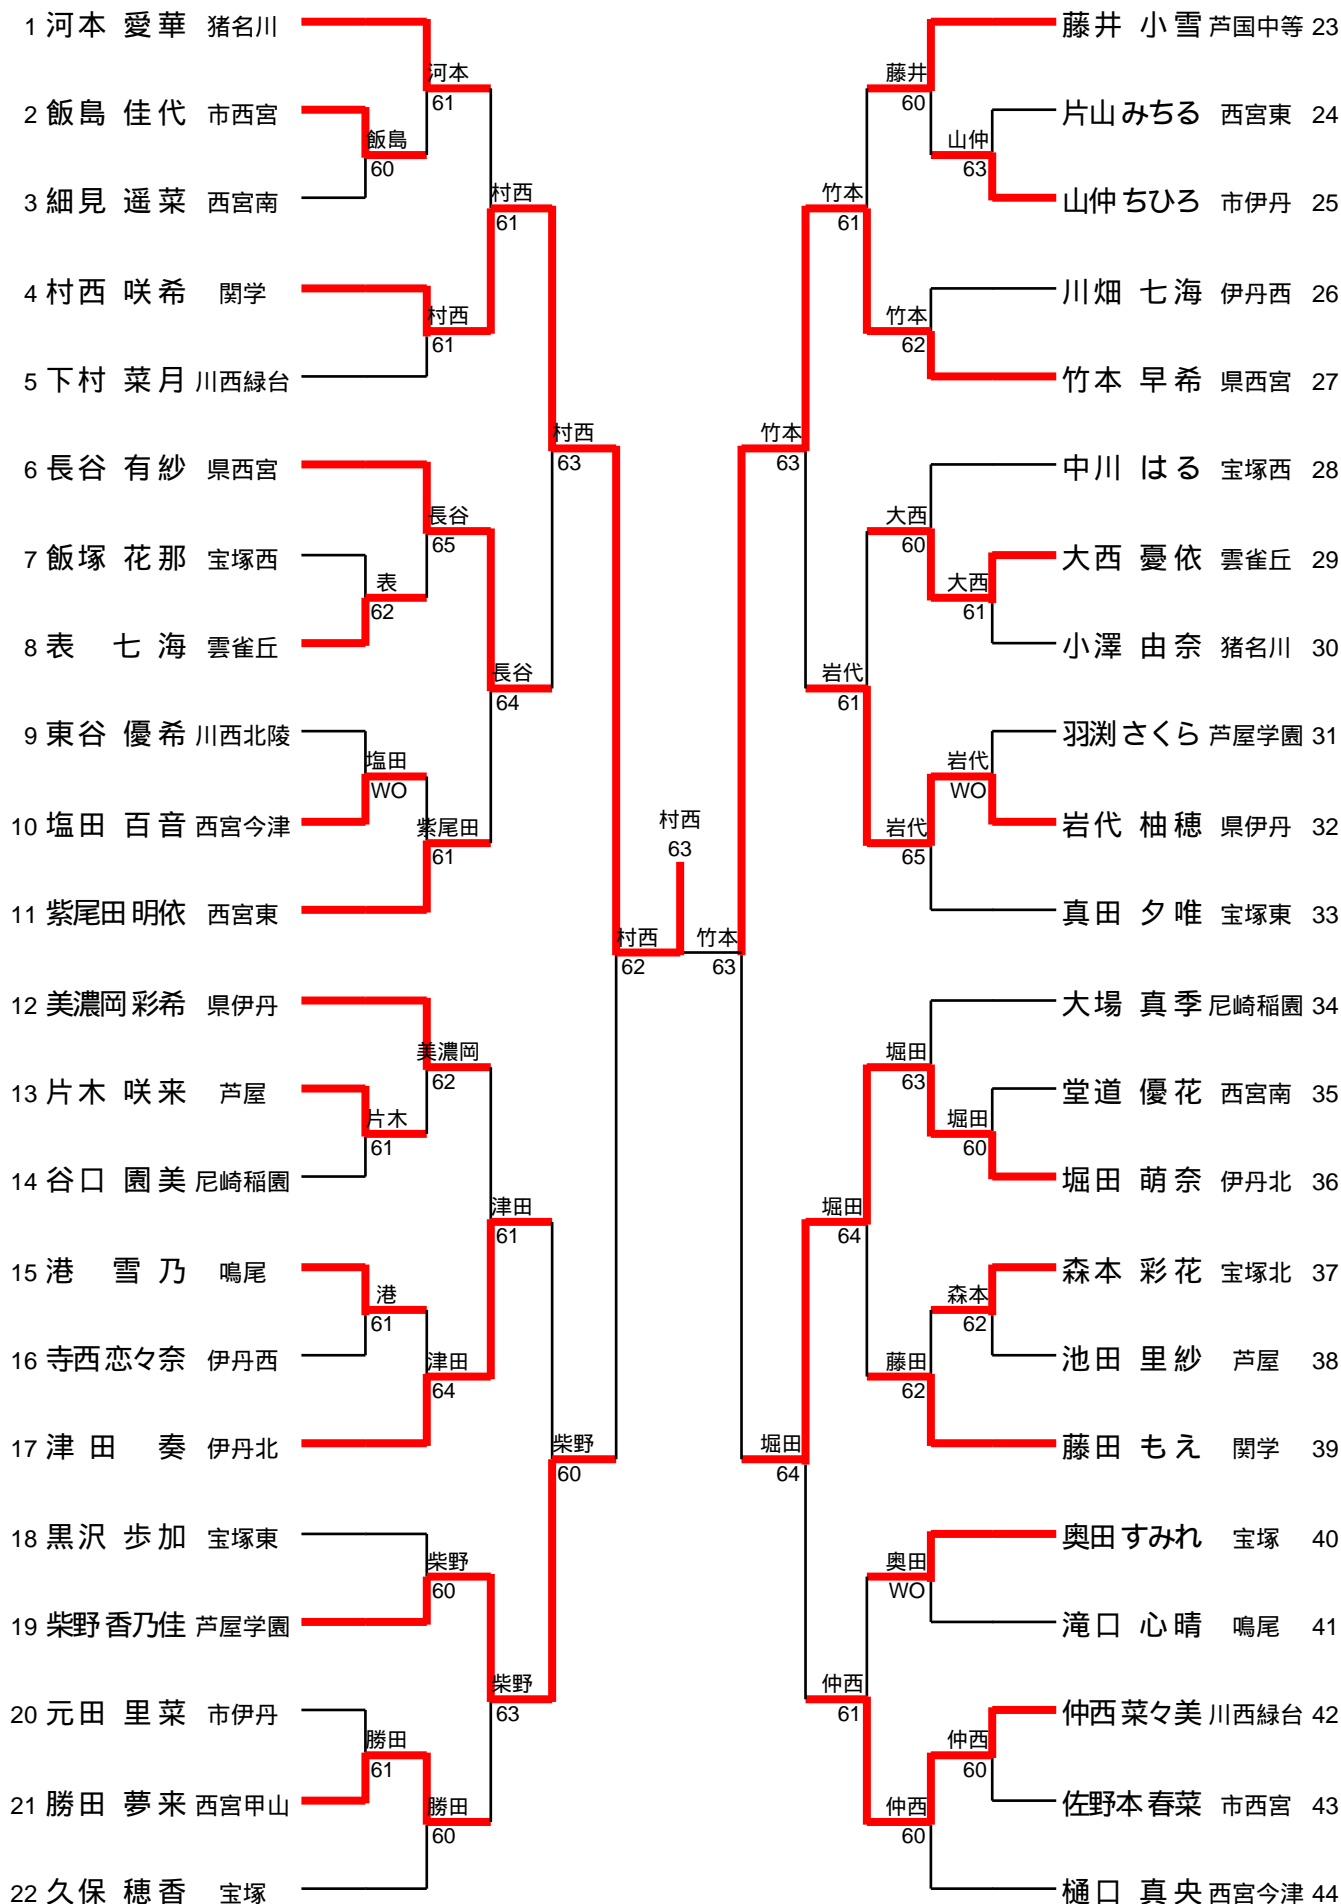 1 河本 愛華 猪名川
2 飯島 佳代 市西宮
3 細見 遥菜 西宮南
4 村西 咲希 関学
5 下村 菜月 川西緑台
6 長谷 有紗 県西宮
7 飯塚 花那 宝塚西
8 表 七海 雲雀丘
9 東谷 優希 川西北陵
10 塩田 百音 西宮今津
11 紫尾田 明依 西宮東
12 美濃岡 彩希 県伊丹
13 片木 咲来 芦屋
14 谷口 園美 尼崎稲園
15 港 雪乃 鳴尾
16 寺西 恋々奈 伊丹西
17 津田 奏 伊丹北
18 黒沢 歩加 宝塚東
19 柴野 香乃佳 芦屋学園
20 元田 里菜 市伊丹
21 勝田 夢来 西宮甲山
22 久保 穂香 宝塚
飯島
60
表
62
塩田
WO
片木
61
港
61
勝田
61
河本
61
村西
61
長谷
65
紫尾田
61
美濃岡
62
津田
64
柴野
60
勝田
60
村西
61
長谷
64
津田
61
柴野
63
村西
63
柴野
60
村西
62
村西
63
竹本
63
竹本
63
堀田
64
竹本
61
岩代
61
堀田
64
仲西
61
藤井
60
竹本
62
大西
60
岩代
65
堀田
63
藤田
62
奥田
WO
仲西
60
山仲
63
大西
61
岩代
WO
堀田
60
森本
62
仲西
60
藤井 小雪 芦国中等 23
片山 みちる 西宮東 24
山仲 ちひろ 市伊丹 25
川畑 七海 伊丹西 26
竹本 早希 県西宮 27
中川 はる 宝塚西 28
大西 憂依 雲雀丘 29
小澤 由奈 猪名川 30
羽渕 さくら 芦屋学園 31
岩代 柚穂 県伊丹 32
真田 夕唯 宝塚東 33
大場 真季 尼崎稲園 34
堂道 優花 西宮南 35
堀田 萌奈 伊丹北 36
森本 彩花 宝塚北 37
池田 里紗 芦屋 38
藤田 もえ 関学 39
奥田 すみれ 宝塚 40
滝口 心晴 鳴尾 41
仲西 菜々美 川西緑台 42
佐野本 春菜 市西宮 43
樋口 真央 西宮今津 44